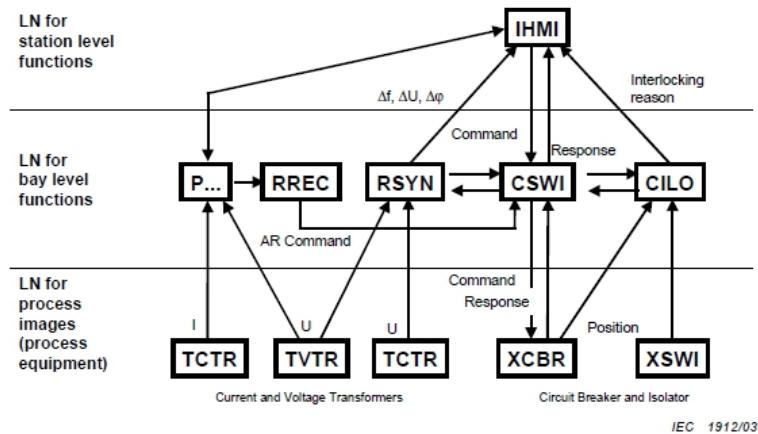 LN for
station level
functions
IHMI
Δf, ΔU, Δφ
Interlocking
reason
Command
Response
LN for
bay level
functions
P...
RREC
RSYN
CSWI
CILO
AR Command
LN for
process
images
(process
equipment)
Command
Response
I
U
U
Position
TCTR
TVTR
TCTR
XCBR
XSWI
Current and Voltage Transformers
Circuit Breaker and Isolator
IEC 1912/03